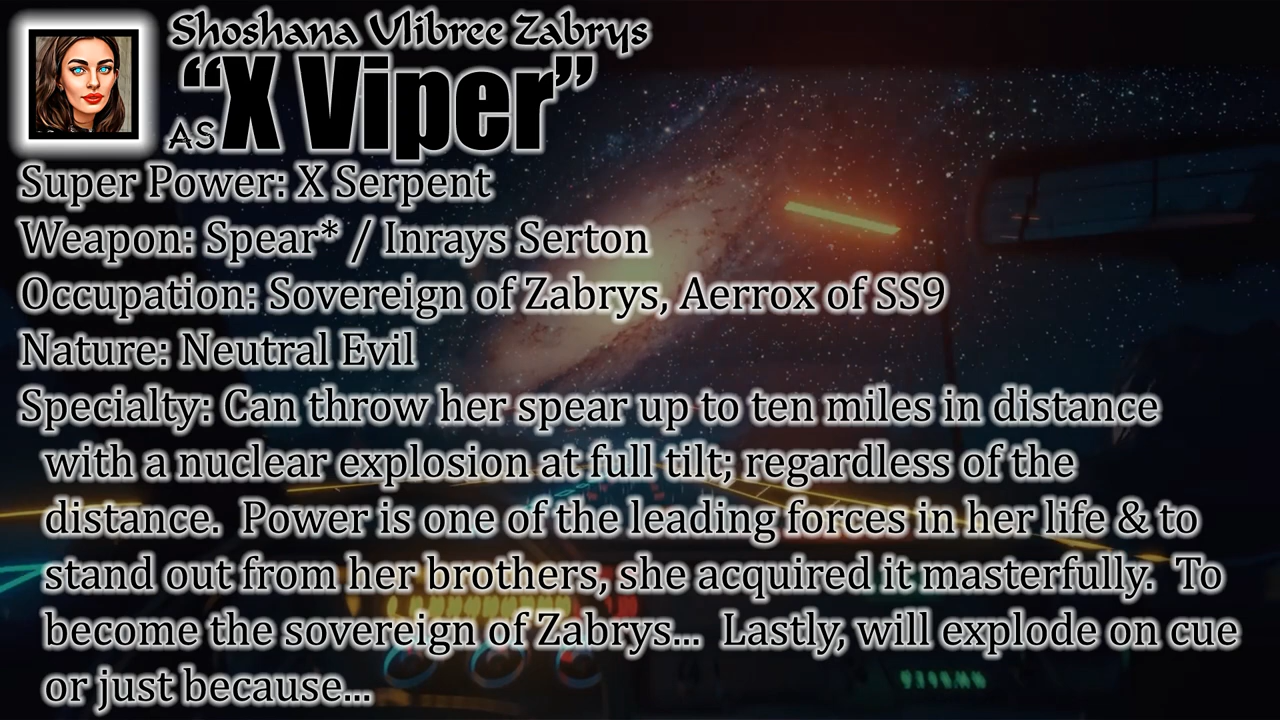 Shoshana Ulibree Zabrys
AS "X Viper"
Super Power: X Serpent
Weapon: Spear* / Inrays Serton
Occupation: Sovereign of Zabrys, Aerrox of SS9
Nature: Neutral Evil
Specialty: Can throw her spear up to ten miles in distance
with a nuclear explosion at full tilt; regardless of the
distance.  Power is one of the leading forces in her life & to
stand out from her brothers, she acquired it masterfully.  To
become the sovereign of Zabrys...  Lastly, will explode on cue
or just because...